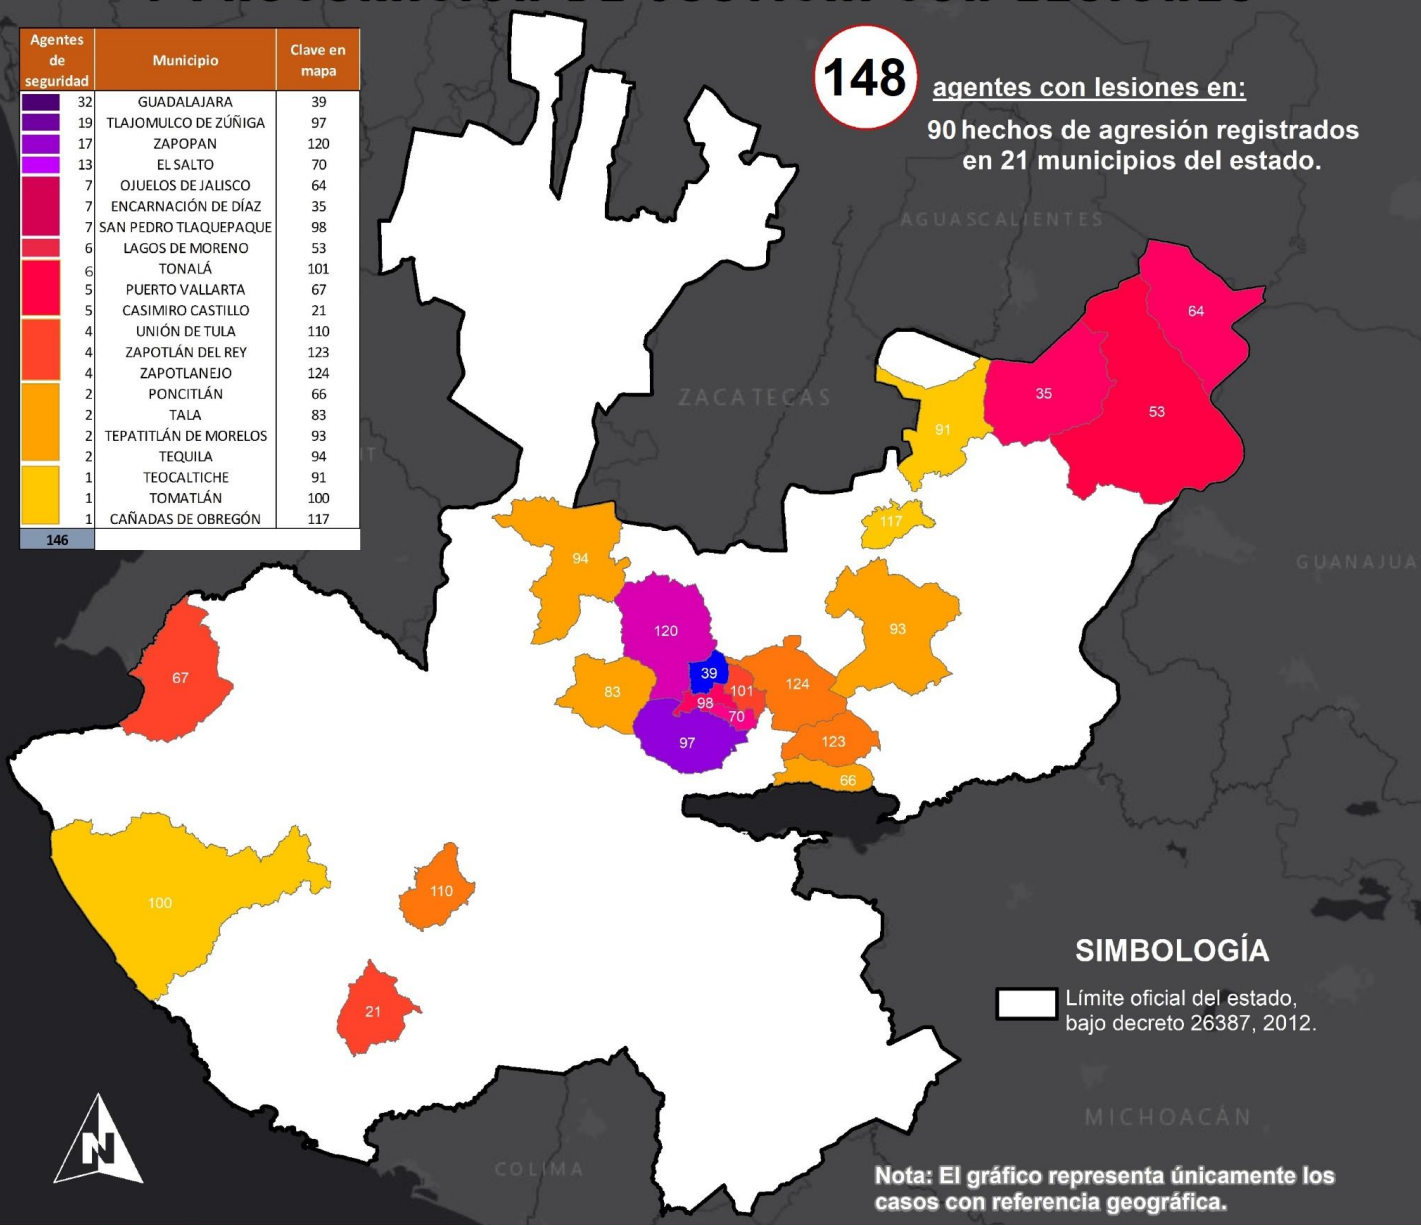 Agentes de seguridad Municipio Clave en mapa
32 GUADALAJARA 39
19 TLAJOMULCO DE ZÚÑIGA 97
17 ZAPOPAN 120
13 EL SALTO 70
7 OJUELOS DE JALISCO 64
7 ENCARNACIÓN DE DÍAZ 35
7 SAN PEDRO TLAQUEPAQUE 98
6 LAGOS DE MORENO 53
6 TONALÁ 101
5 PUERTO VALLARTA 67
5 CASIMIRO CASTILLO 21
4 UNIÓN DE TULA 110
4 ZAPOTLÁN DEL REY 123
4 ZAPOTLANEJO 124
2 PONCITLÁN 66
2 TALA 83
2 TEPATITLÁN DE MORELOS 93
2 TEQUILA 94
1 TEOCALTICHE 91
1 TOMATLÁN 100
1 CAÑADAS DE OBREGÓN 117
146
148
agentes con lesiones en:
90 hechos de agresión registrados
en 21 municipios del estado.
AGUASCALIENTES
64
ZACATECAS
35
53
91
117
94
GUANAJUA
120
93
67
39
83
101
124
98
70
97
123
66
110
100
21
SIMBOLOGÍA
Límite oficial del estado,
bajo decreto 26387, 2012.
MICHOACÁN
COLIMA
N
Nota: El gráfico representa únicamente los
casos con referencia geográfica.